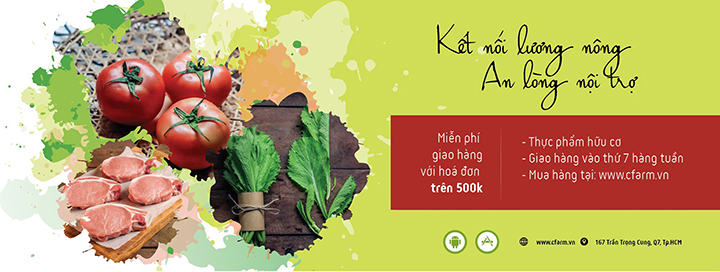 Kết nối lương nông
An lòng nội trợ
Miễn phí
giao hàng
với hoá đơn
trên 500k
- Thực phẩm hữu cơ
- Giao hàng vào thứ 7 hàng tuần
- Mua hàng tại: www.cfarm.vn
www.cfarm.vn
167 Trần Trọng Cung, Q7, Tp.HCM